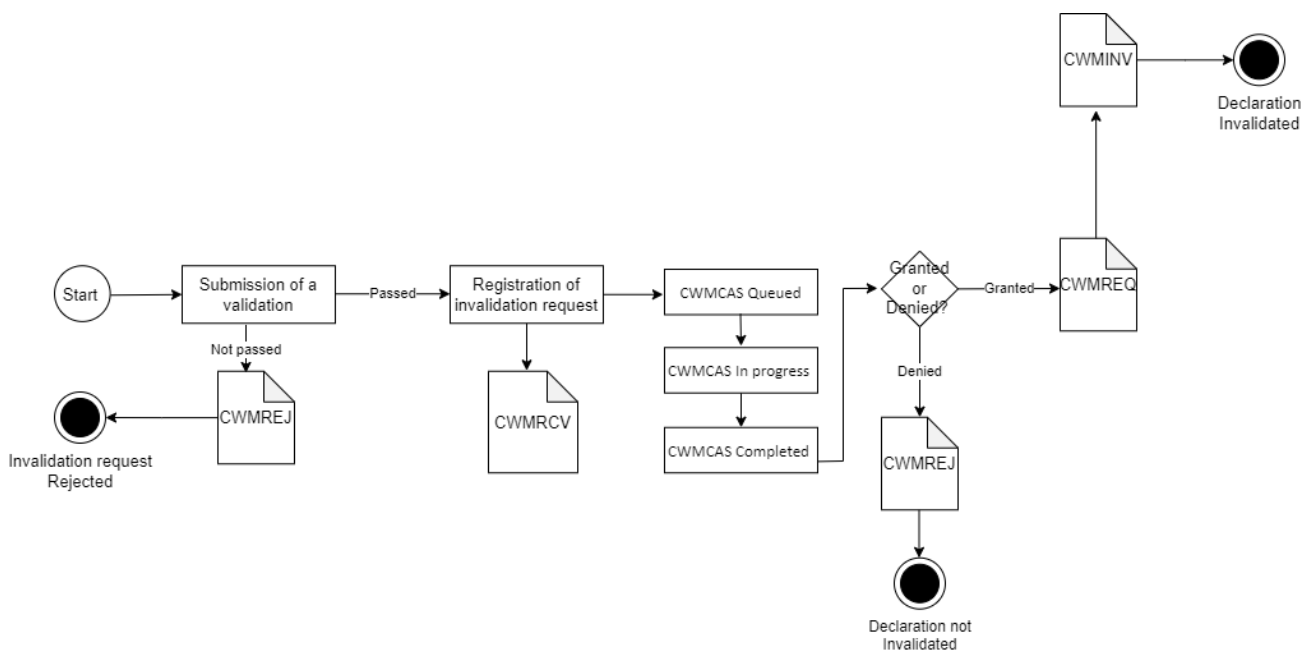 CWMINV
Declaration
Invalidated
Start
Submission of a
validation
Passed
Registration of
invalidation request
CWMCAS Queued
Granted
or
Denied?
Granted
CWMREQ
Not passed
CWMCAS In progress
Denied
CWMREJ
Invalidation request
Rejected
CWMRCV
CWMCAS Completed
CWMREJ
Declaration not
Invalidated